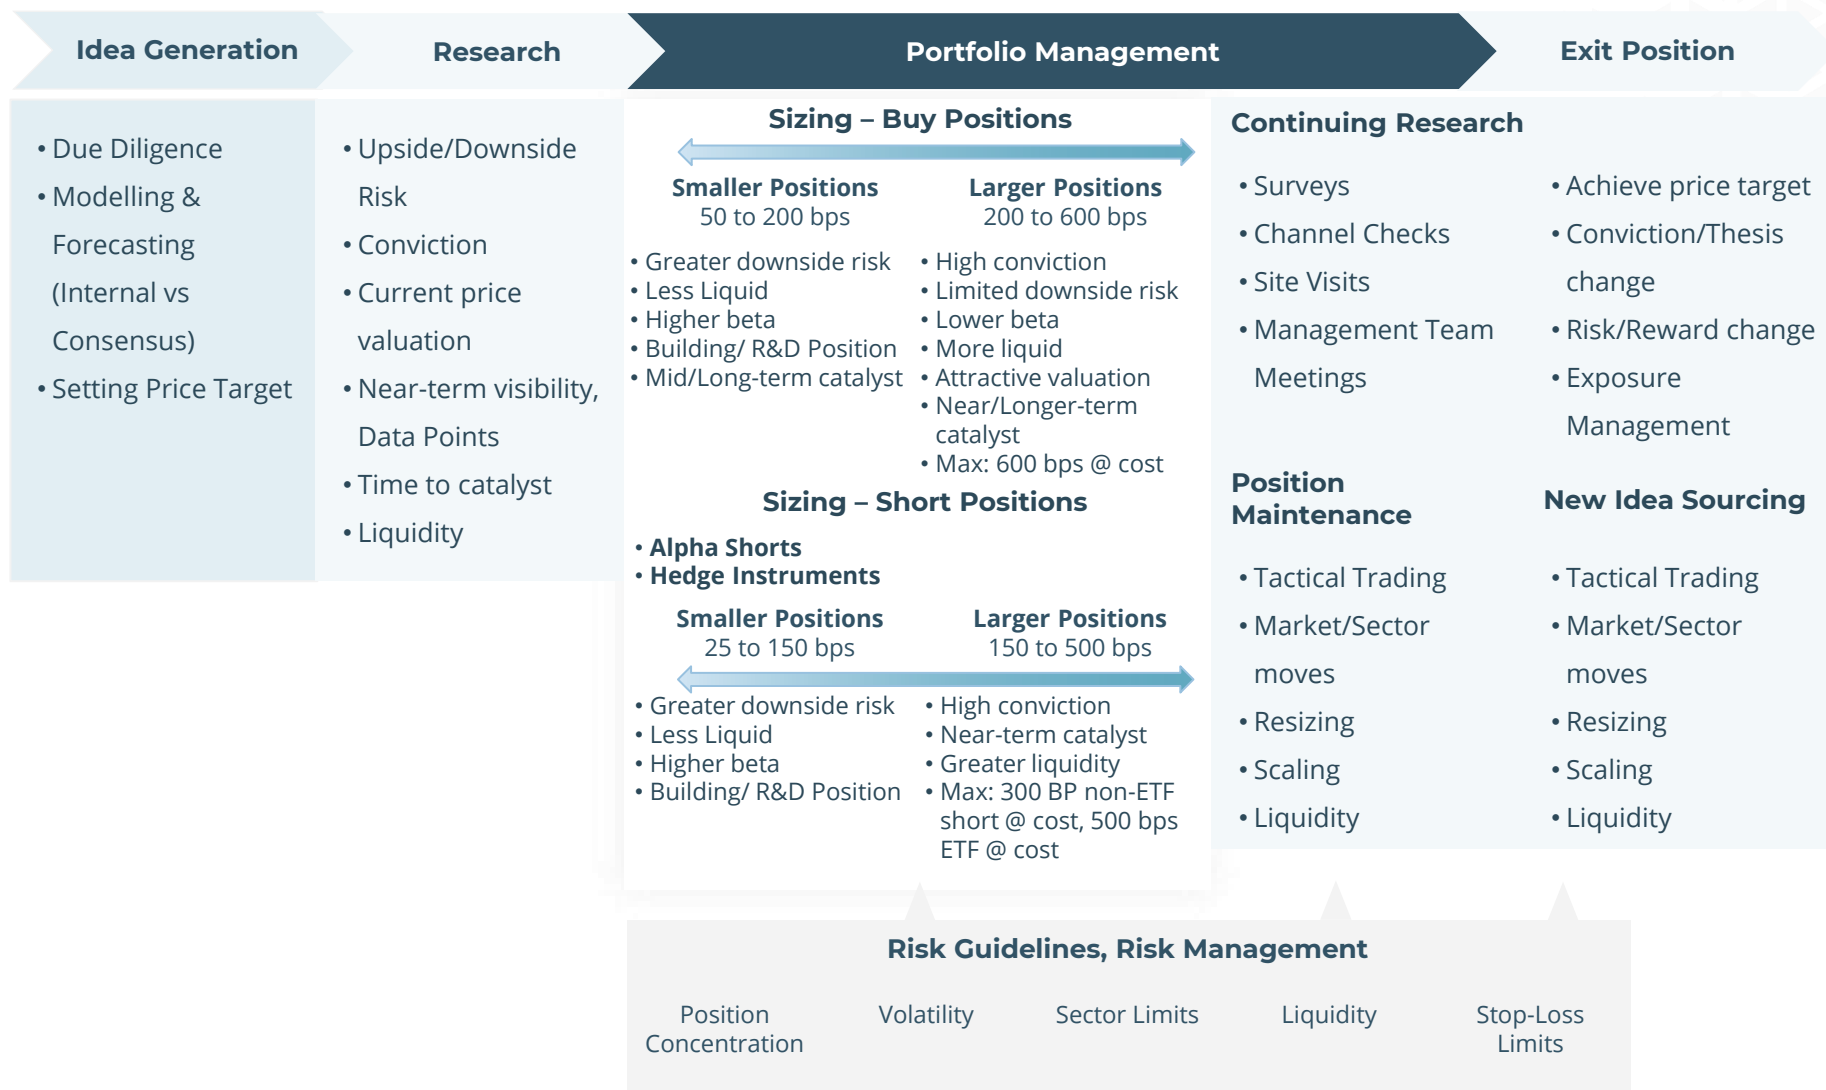 Idea Generation
Research
Portfolio Management
Exit Position
• Due Diligence
• Modelling &
Forecasting
(Internal vs
Consensus)
• Setting Price Target
• Upside/Downside
Risk
• Conviction
• Current price
valuation
• Near-term visibility,
Data Points
• Time to catalyst
• Liquidity
Sizing – Buy Positions
Smaller Positions
50 to 200 bps
• Greater downside risk
• Less Liquid
• Higher beta
• Building/ R&D Position
• Mid/Long-term catalyst
Larger Positions
200 to 600 bps
• High conviction
• Limited downside risk
• Lower beta
• More liquid
• Attractive valuation
• Near/Longer-term
catalyst
• Max: 600 bps @ cost
Sizing – Short Positions
• Alpha Shorts
• Hedge Instruments
Smaller Positions
25 to 150 bps
• Greater downside risk
• Less Liquid
• Higher beta
• Building/ R&D Position
Larger Positions
150 to 500 bps
• High conviction
• Near-term catalyst
• Greater liquidity
• Max: 300 BP non-ETF
short @ cost, 500 bps
ETF @ cost
Continuing Research
• Surveys
• Channel Checks
• Site Visits
• Management Team
Meetings
• Achieve price target
• Conviction/Thesis
change
• Risk/Reward change
• Exposure
Management
Position
Maintenance
• Tactical Trading
• Market/Sector
moves
• Resizing
• Scaling
• Liquidity
New Idea Sourcing
• Tactical Trading
• Market/Sector
moves
• Resizing
• Scaling
• Liquidity
Risk Guidelines, Risk Management
Position
Concentration
Volatility
Sector Limits
Liquidity
Stop-Loss
Limits